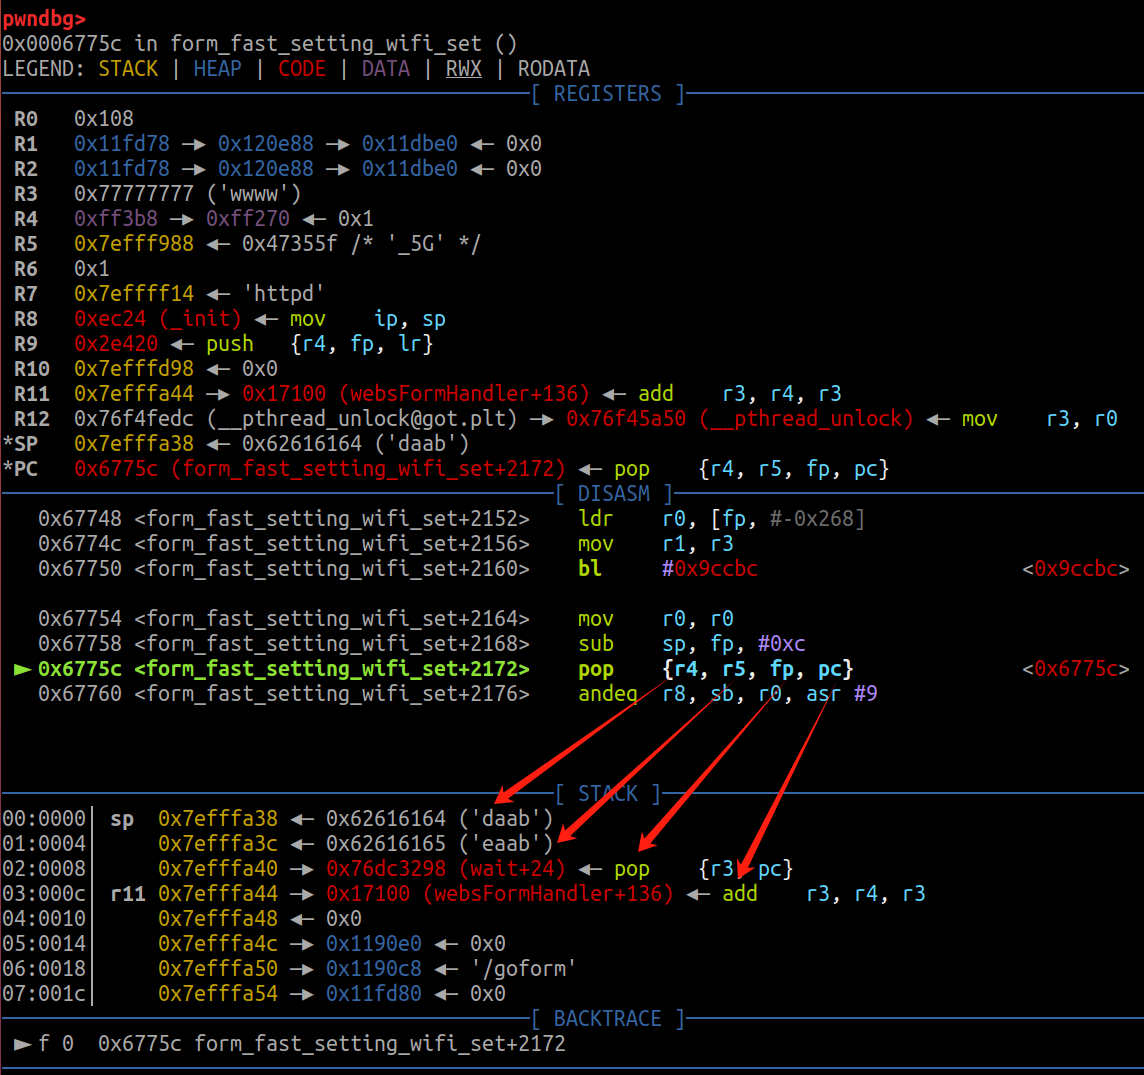 pwndbg>
0x0006775c in form_fast_setting_wifi_set ()
LEGEND: STACK | HEAP | CODE | DATA | RWX | RODATA
[ REGISTERS ]
R0 0x108
R1 0x11fd78 —▸ 0x120e88 —▸ 0x11dbe0 ◂— 0x0
R2 0x11fd78 —▸ 0x120e88 —▸ 0x11dbe0 ◂— 0x0
R3 0x77777777 ('wwww')
R4 0xff3b8 —▸ 0xff270 ◂— 0x1
R5 0x7efff988 ◂— 0x47355f /* '_5G' */
R6 0x1
R7 0x7effff14 ◂— 'httpd'
R8 0xec24 (_init) ◂— mov ip, sp
R9 0x2e420 ◂— push {r4, fp, lr}
R10 0x7efffd98 ◂— 0x0
R11 0x7efffa44 —▸ 0x17100 (websFormHandler+136) ◂— add r3, r4, r3
R12 0x76f4fedc (__pthread_unlock@got.plt) —▸ 0x76f45a50 (__pthread_unlock) ◂— mov r3, r0
*SP 0x7efffa38 ◂— 0x62616164 ('daab')
*PC 0x6775c (form_fast_setting_wifi_set+2172) ◂— pop {r4, r5, fp, pc}
[ DISASM ]
0x67748 <form_fast_setting_wifi_set+2152> ldr r0, [fp, #-0x268]
0x6774c <form_fast_setting_wifi_set+2156> mov r1, r3
0x67750 <form_fast_setting_wifi_set+2160> bl #0x9ccbc <0x9ccbc>
0x67754 <form_fast_setting_wifi_set+2164> mov r0, r0
0x67758 <form_fast_setting_wifi_set+2168> sub sp, fp, #0xc
► 0x6775c <form_fast_setting_wifi_set+2172> pop {r4, r5, fp, pc} <0x6775c>
0x67760 <form_fast_setting_wifi_set+2176> andeq r8, sb, r0, asr #9
[ STACK ]
00:0000│ sp 0x7efffa38 ◂— 0x62616164 ('daab')
01:0004│ 0x7efffa3c ◂— 0x62616165 ('eaab')
02:0008│ 0x7efffa40 —▸ 0x76dc3298 (wait+24) ◂— pop {r3, pc}
03:000c│ r11 0x7efffa44 —▸ 0x17100 (websFormHandler+136) ◂— add r3, r4, r3
04:0010│ 0x7efffa48 ◂— 0x0
05:0014│ 0x7efffa4c —▸ 0x1190e0 ◂— 0x0
06:0018│ 0x7efffa50 —▸ 0x1190c8 ◂— '/goform'
07:001c│ 0x7efffa54 —▸ 0x11fd80 ◂— 0x0
[ BACKTRACE ]
► f 0 0x6775c form_fast_setting_wifi_set+2172